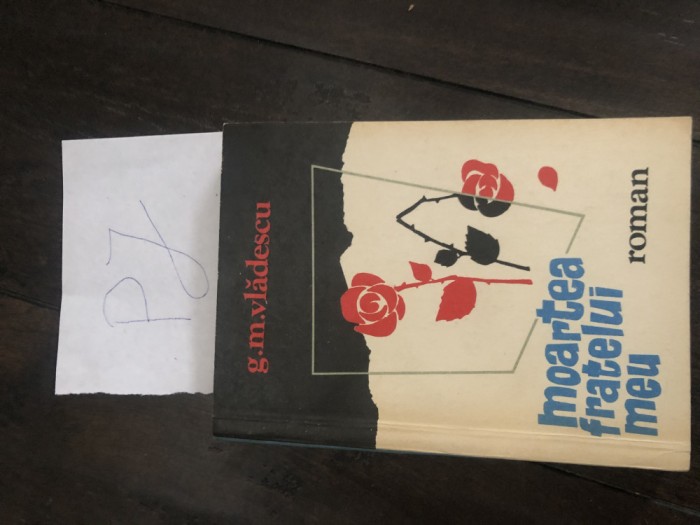 PJ
g.m.vlădescu
moartea
fratelui
meu
roman